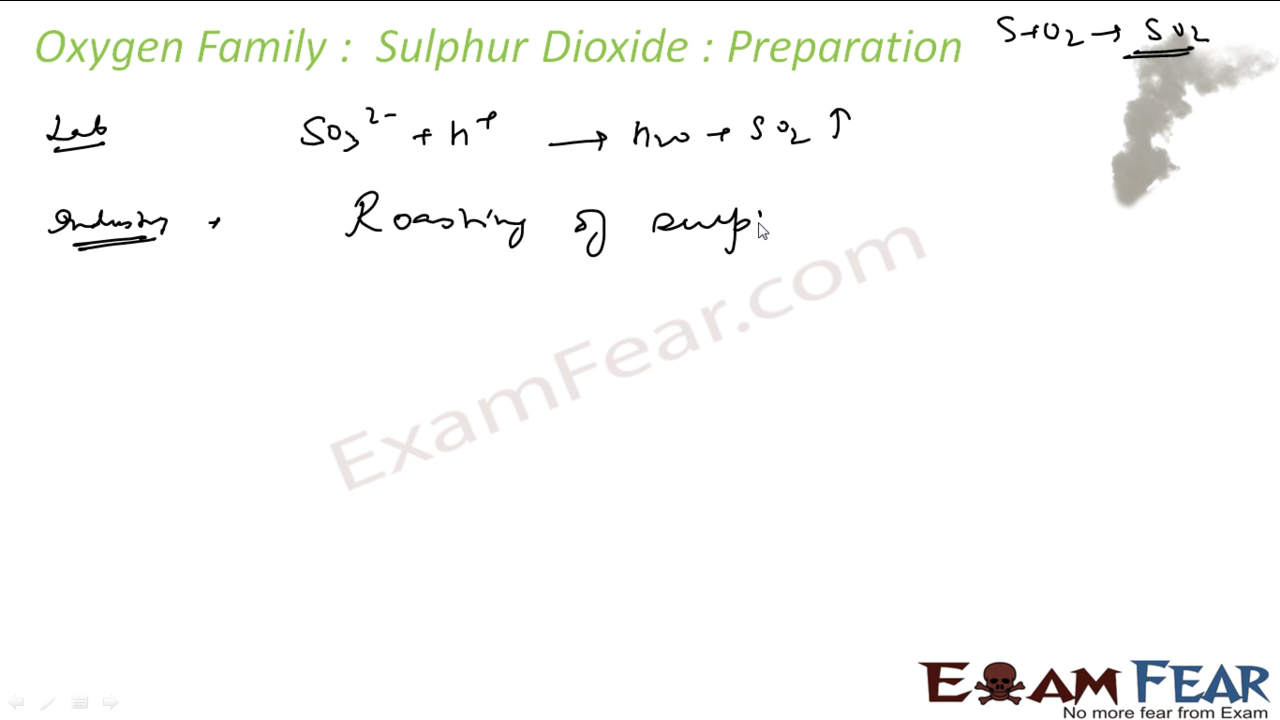 Oxygen Family : Sulphur Dioxide : Preparation
S+O2 → SO2
Lab SO3 2- + h+ → h2o + SO2 ↑
Industry Roasting of sulp
ExamFear.com
EXAM FEAR
No more fear from Exam